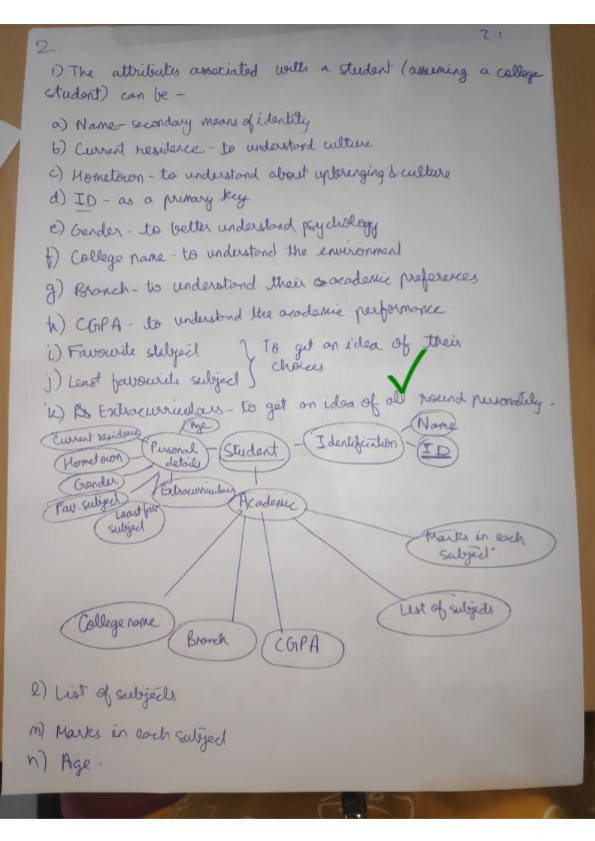 2.1
2.
i) The attributes associated with a student (assuming a college
student) can be -
a) Name - secondary means of identity
b) Current residence - to understand culture.
c) Hometown - to understand about upbringing & culture
d) ID - as a primary key
e) Gender - to better understand psychology
f) College name - to understand the environment
g) Branch - to understand their academic preferences
h) CGPA - to understand the academic performance
i) Favourite subject
To get an idea of their
choices
j) Least favourite subject
k) Extracurriculars - to get an idea of all round personality.
Current residence
Age
Personal
details
Student
Identification
Name
ID
Hometown
Gender
Fav. subject
Least fav
subject
Extracurriculars
Academic
Marks in each
subject
List of subjects
College name
Branch
CGPA
l) List of subjects
m) Marks in each subject
n) Age.